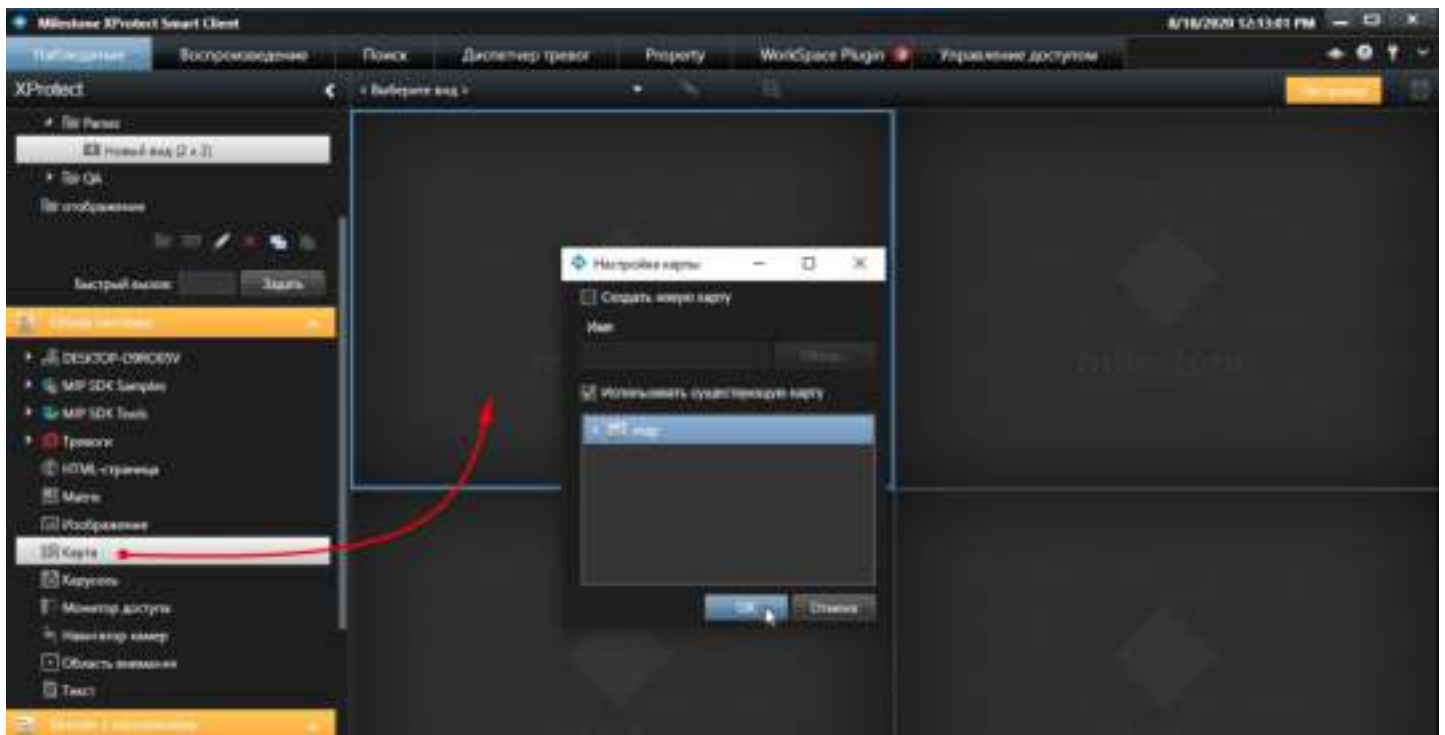 Milestone XProtect Smart Client
8/18/2020 12:13:01 PM
Наблюдение
Воспроизведение
Поиск
Диспетчер тревог
Property
WorkSpace Plugin
Управление доступом
XProtect
< Выберите вид >
Настройка
Новый вид (2 x 2)
QA
отображение
Быстрый вызов:
Задать
Обзор системы
MIP SDK Samples
MIP SDK Tools
Тревоги
HTML-страница
Matrix
Изображение
Карта
Карусель
Монитор доступа
Навигатор камер
Область внимания
Текст
Настройка карты
Создать новую карту
Имя
Использовать существующую карту
OK
Отмена
milestone